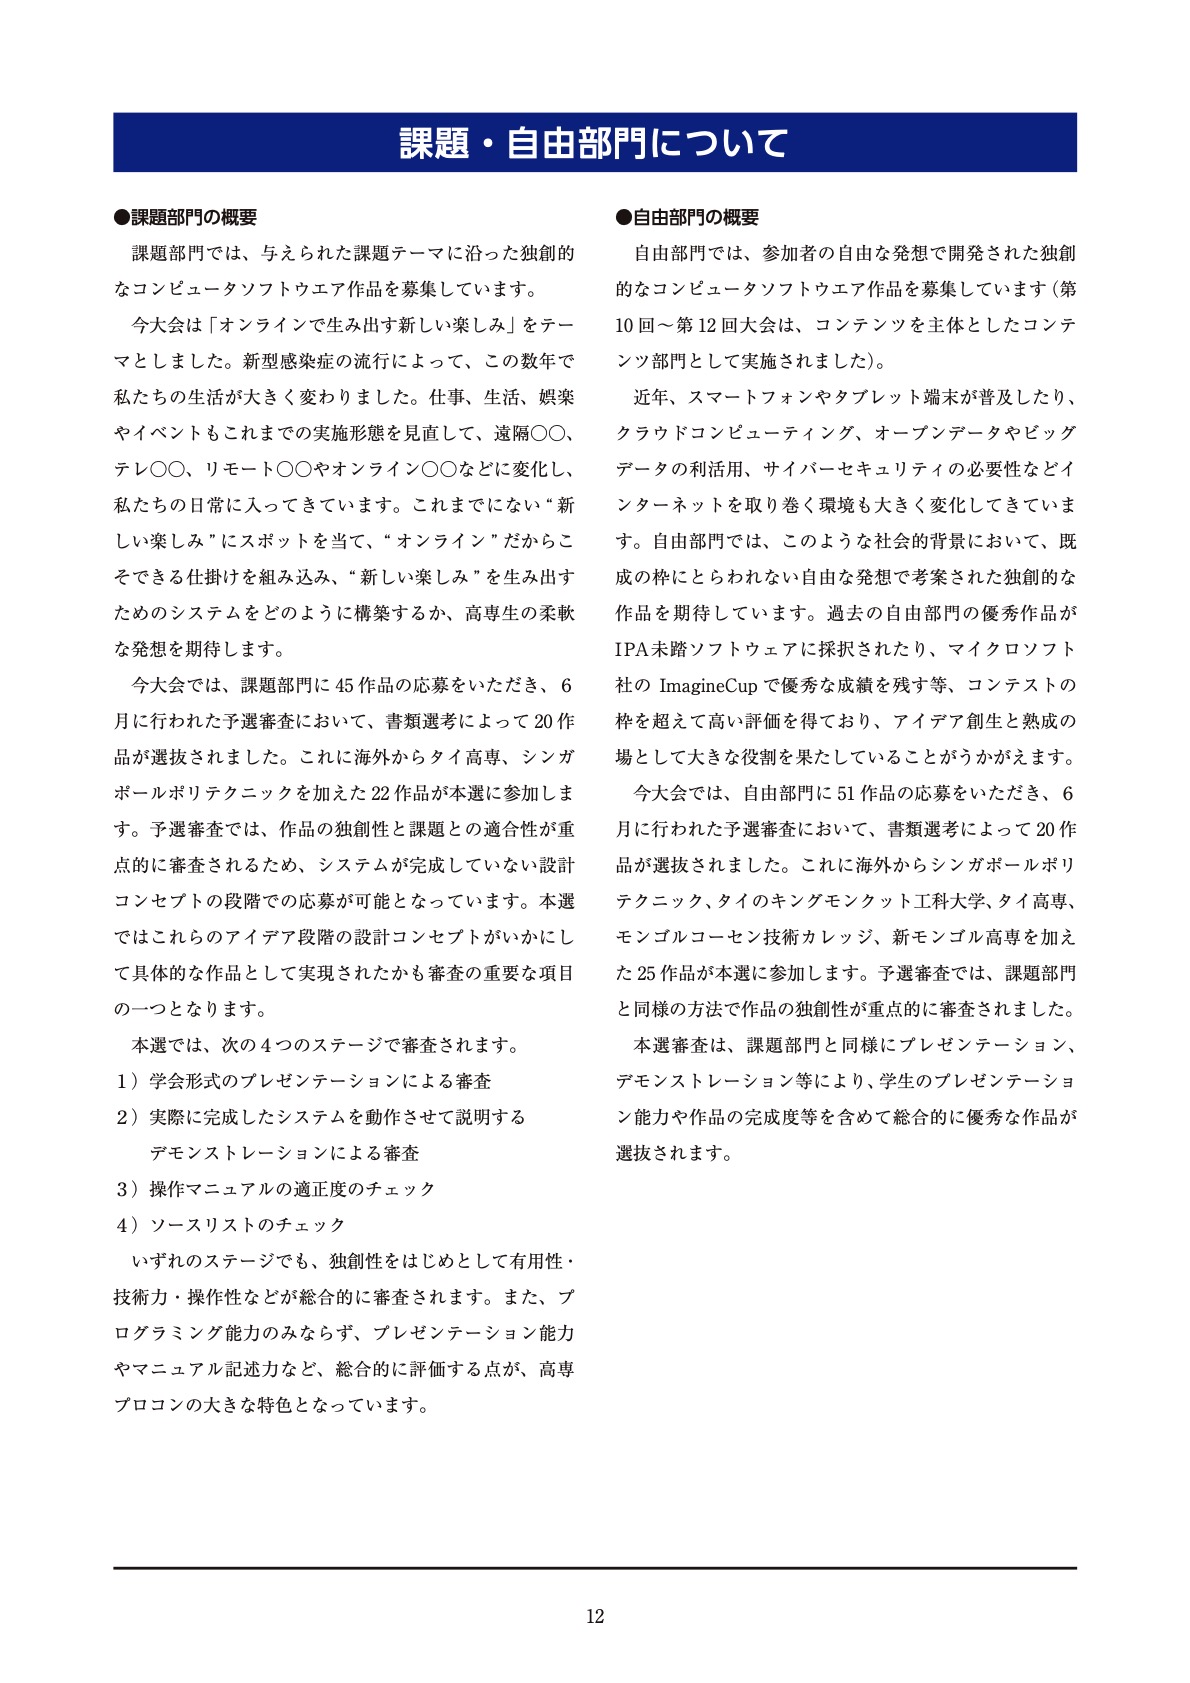 課題・自由部門について
●課題部門の概要
　課題部門では、与えられた課題テーマに沿った独創的
なコンピュータソフトウエア作品を募集しています。
　今大会は「オンラインで生み出す新しい楽しみ」をテー
マとしました。新型感染症の流行によって、この数年で
私たちの生活が大きく変わりました。仕事、生活、娯楽
やイベントもこれまでの実施形態を見直して、遠隔〇〇、
テレ〇〇、リモート〇〇やオンライン〇〇などに変化し、
私たちの日常に入ってきています。これまでにない“新
しい楽しみ”にスポットを当て、“オンライン”だからこ
そできる仕掛けを組み込み、“新しい楽しみ”を生み出す
ためのシステムをどのように構築するか、高専生の柔軟
な発想を期待します。
　今大会では、課題部門に 45 作品の応募をいただき、６
月に行われた予選審査において、書類選考によって 20 作
品が選抜されました。これに海外からタイ高専、シンガ
ポールポリテクニックを加えた 22 作品が本選に参加しま
す。予選審査では、作品の独創性と課題との適合性が重
点的に審査されるため、システムが完成していない設計
コンセプトの段階での応募が可能となっています。本選
ではこれらのアイデア段階の設計コンセプトがいかにし
て具体的な作品として実現されたかも審査の重要な項目
の一つとなります。
　本選では、次の４つのステージで審査されます。
１）学会形式のプレゼンテーションによる審査
２）実際に完成したシステムを動作させて説明する
　　デモンストレーションによる審査
３）操作マニュアルの適正度のチェック
４）ソースリストのチェック
　いずれのステージでも、独創性をはじめとして有用性・
技術力・操作性などが総合的に審査されます。また、プ
ログラミング能力のみならず、プレゼンテーション能力
やマニュアル記述力など、総合的に評価する点が、高専
プロコンの大きな特色となっています。
●自由部門の概要
　自由部門では、参加者の自由な発想で開発された独創
的なコンピュータソフトウエア作品を募集しています（第
10 回～第 12 回大会は、コンテンツを主体としたコンテ
ンツ部門として実施されました）。
　近年、スマートフォンやタブレット端末が普及したり、
クラウドコンピューティング、オープンデータやビッグ
データの利活用、サイバーセキュリティの必要性などイ
ンターネットを取り巻く環境も大きく変化してきていま
す。自由部門では、このような社会的背景において、既
成の枠にとらわれない自由な発想で考案された独創的な
作品を期待しています。過去の自由部門の優秀作品が
IPA未踏ソフトウェアに採択されたり、マイクロソフト
社の ImagineCup で優秀な成績を残す等、コンテストの
枠を超えて高い評価を得ており、アイデア創生と熟成の
場として大きな役割を果たしていることがうかがえます。
　今大会では、自由部門に 51 作品の応募をいただき、６
月に行われた予選審査において、書類選考によって 20 作
品が選抜されました。これに海外からシンガポールポリ
テクニック、タイのキングモンクット工科大学、タイ高専、
モンゴルコーセン技術カレッジ、新モンゴル高専を加え
た 25 作品が本選に参加します。予選審査では、課題部門
と同様の方法で作品の独創性が重点的に審査されました。
　本選審査は、課題部門と同様にプレゼンテーション、
デモンストレーション等により、学生のプレゼンテーショ
ン能力や作品の完成度等を含めて総合的に優秀な作品が
選抜されます。
12